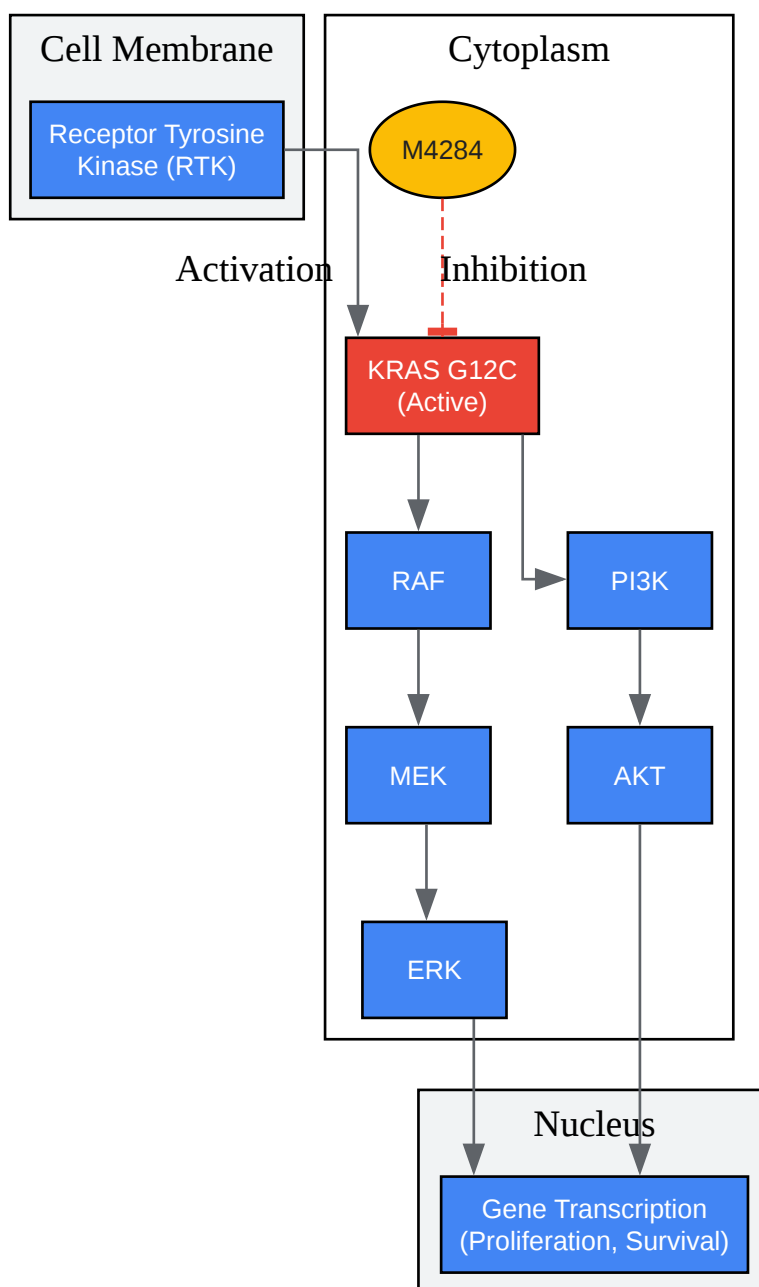 Cell Membrane
Cytoplasm
Receptor Tyrosine
Kinase (RTK)
M4284
Activation
Inhibition
KRAS G12C
(Active)
RAF
PI3K
MEK
AKT
ERK
Nucleus
Gene Transcription
(Proliferation, Survival)